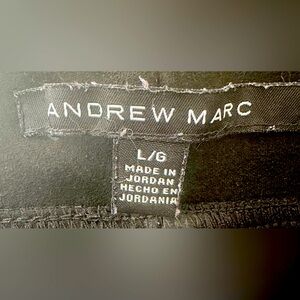 ANDREW MARC
L/G
MADE IN
JORDAN
HECHO EN
JORDANIA